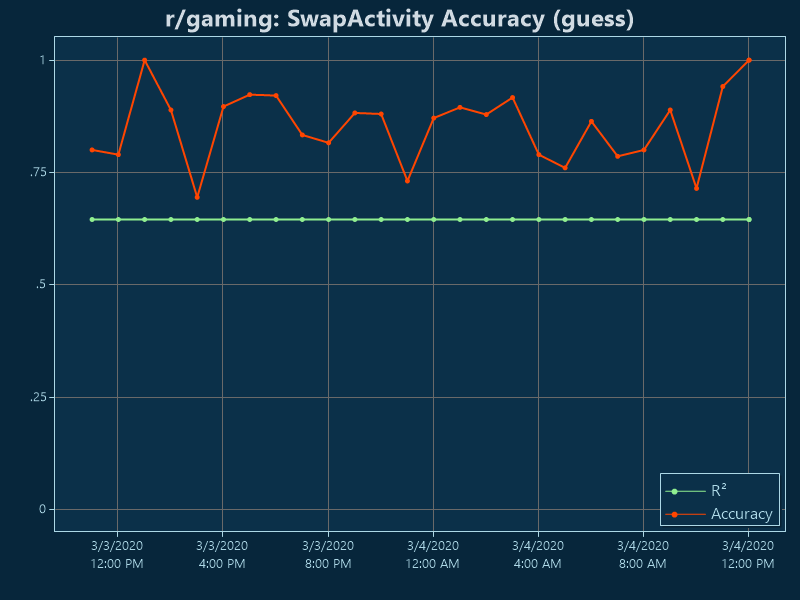 r/gaming: SwapActivity Accuracy (guess)
1
.75
.5
.25
0
R²
Accuracy
3/3/2020 3/3/2020 3/3/2020 3/4/2020 3/4/2020 3/4/2020 3/4/2020
12:00 PM 4:00 PM 8:00 PM 12:00 AM 4:00 AM 8:00 AM 12:00 PM